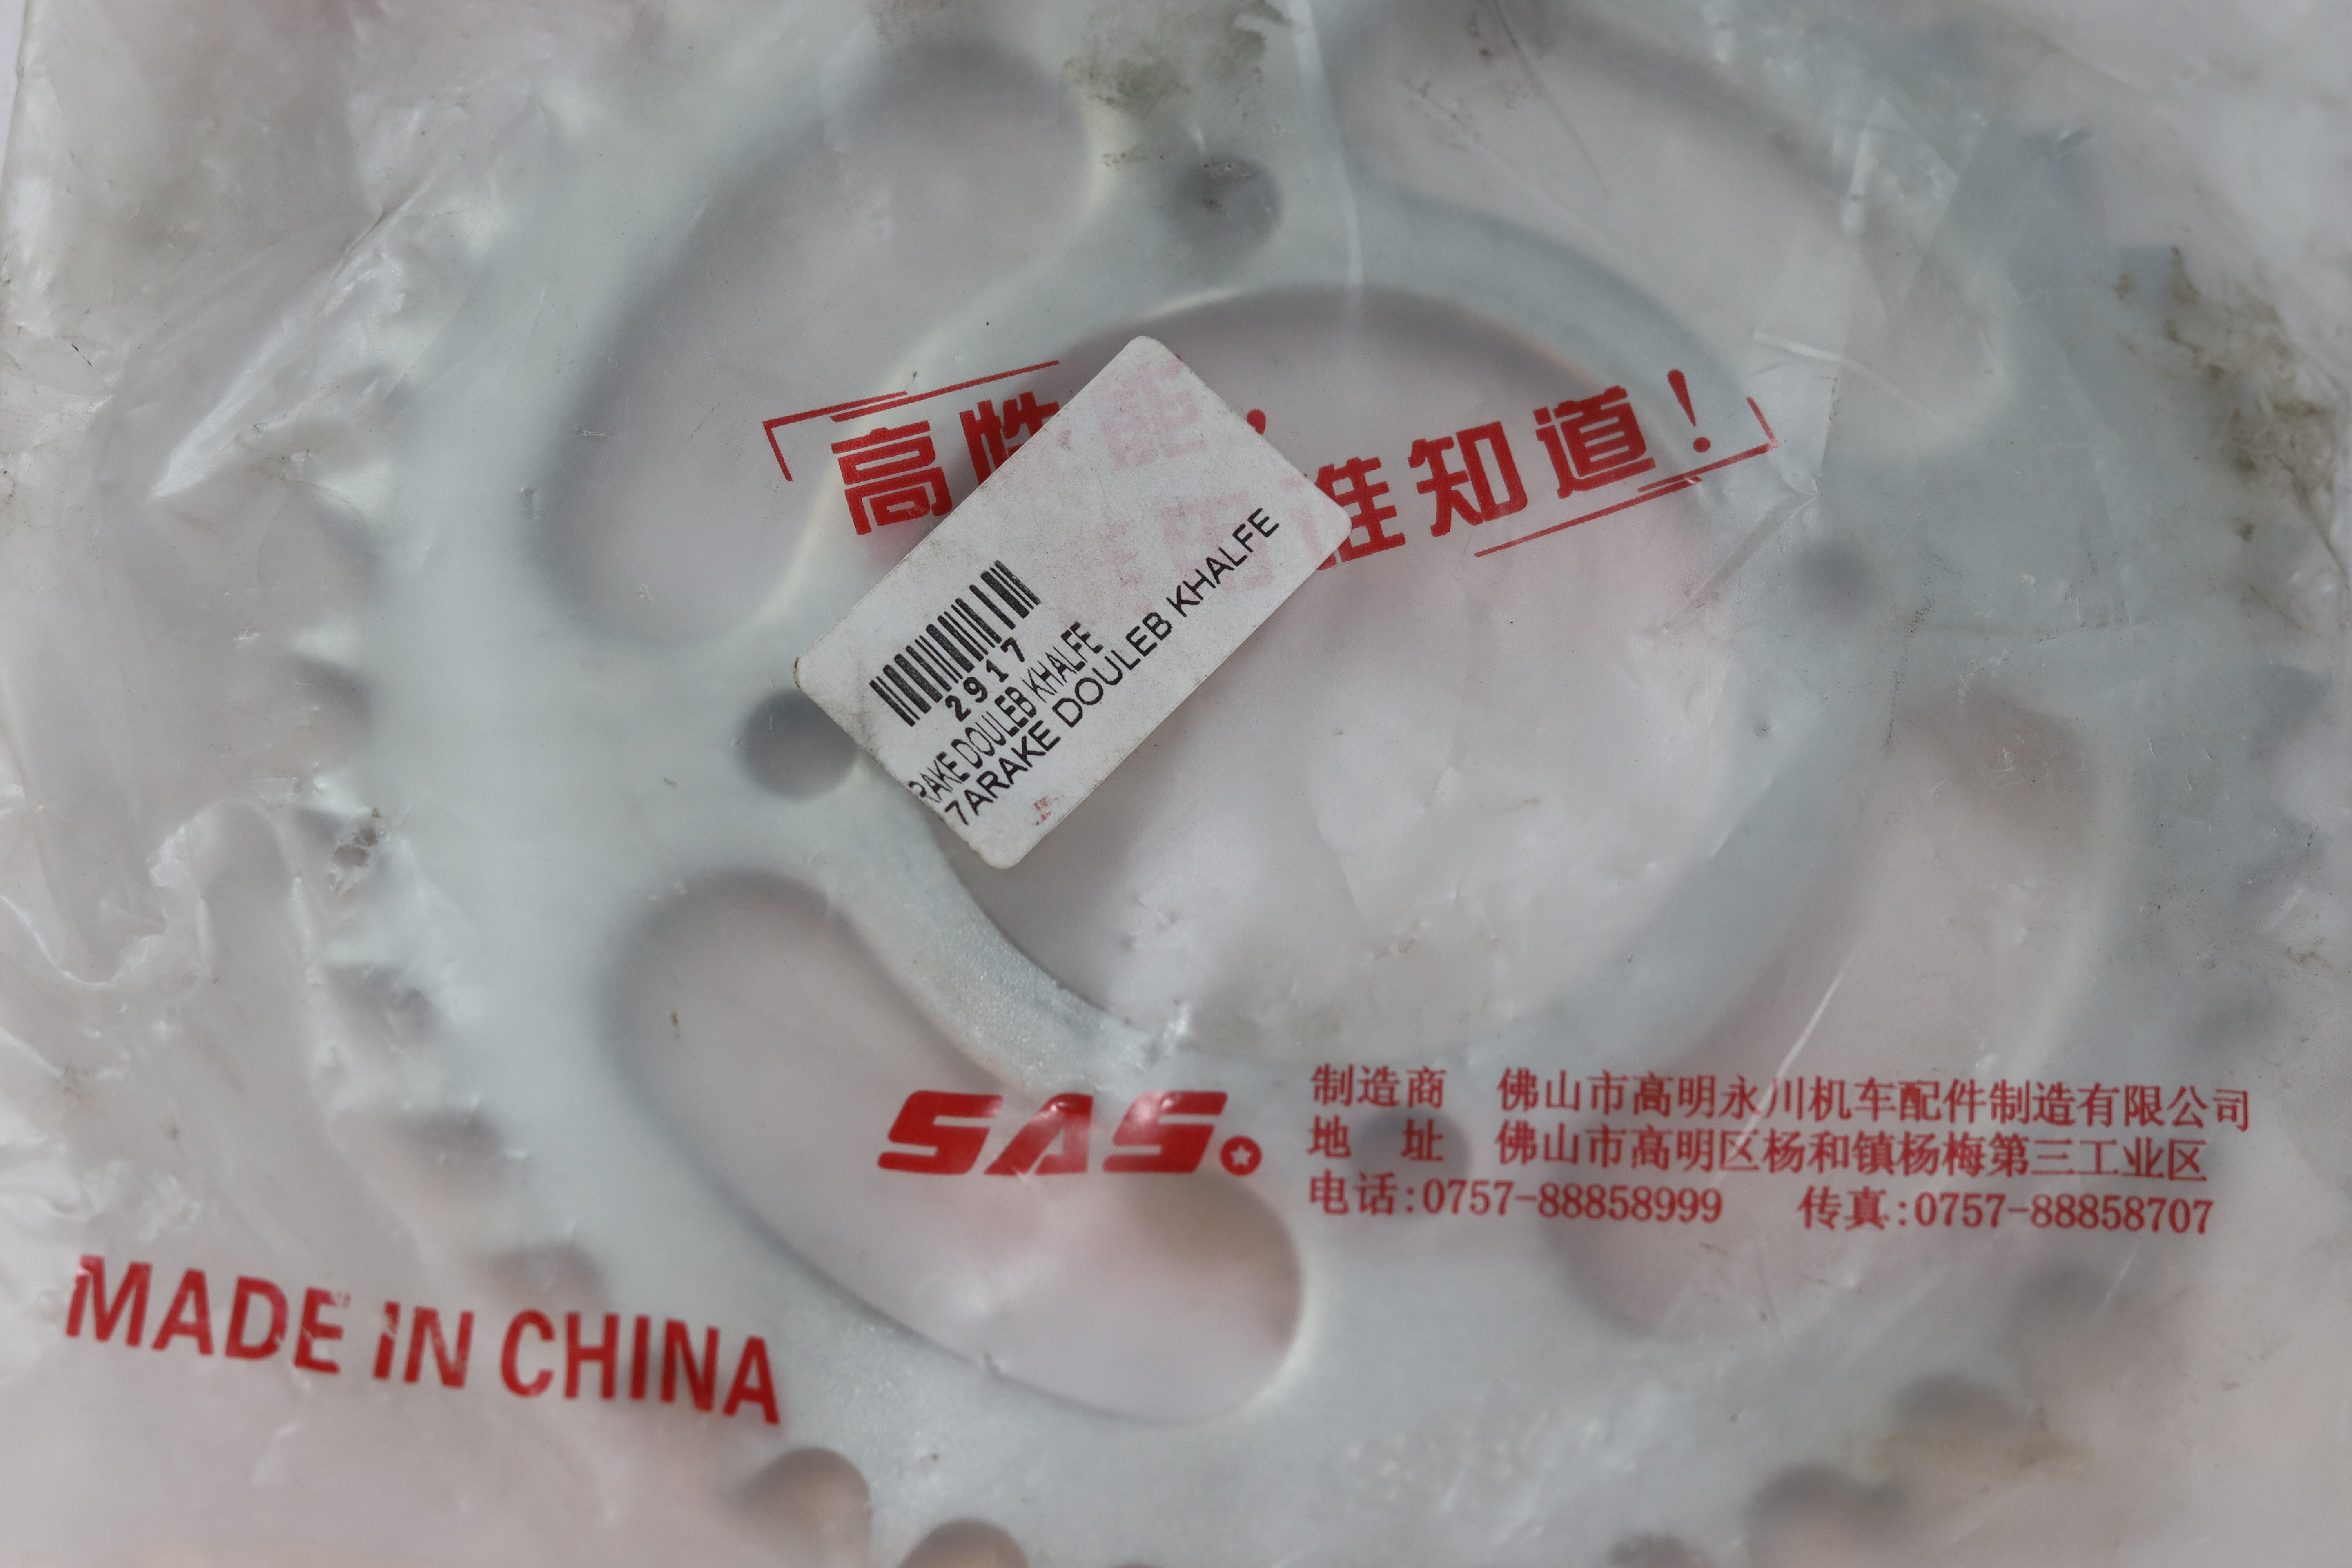 高性能,
谁用谁知道!
2917
RAKE DOULEB KHALFE
7ARAKE DOULEB KHALFE
SAS
制造商 佛山市高明永川机车配件制造有限公司
地 址 佛山市高明区杨和镇杨梅第三工业区
电话:0757-88858999 传真:0757-88858707
MADE IN CHINA